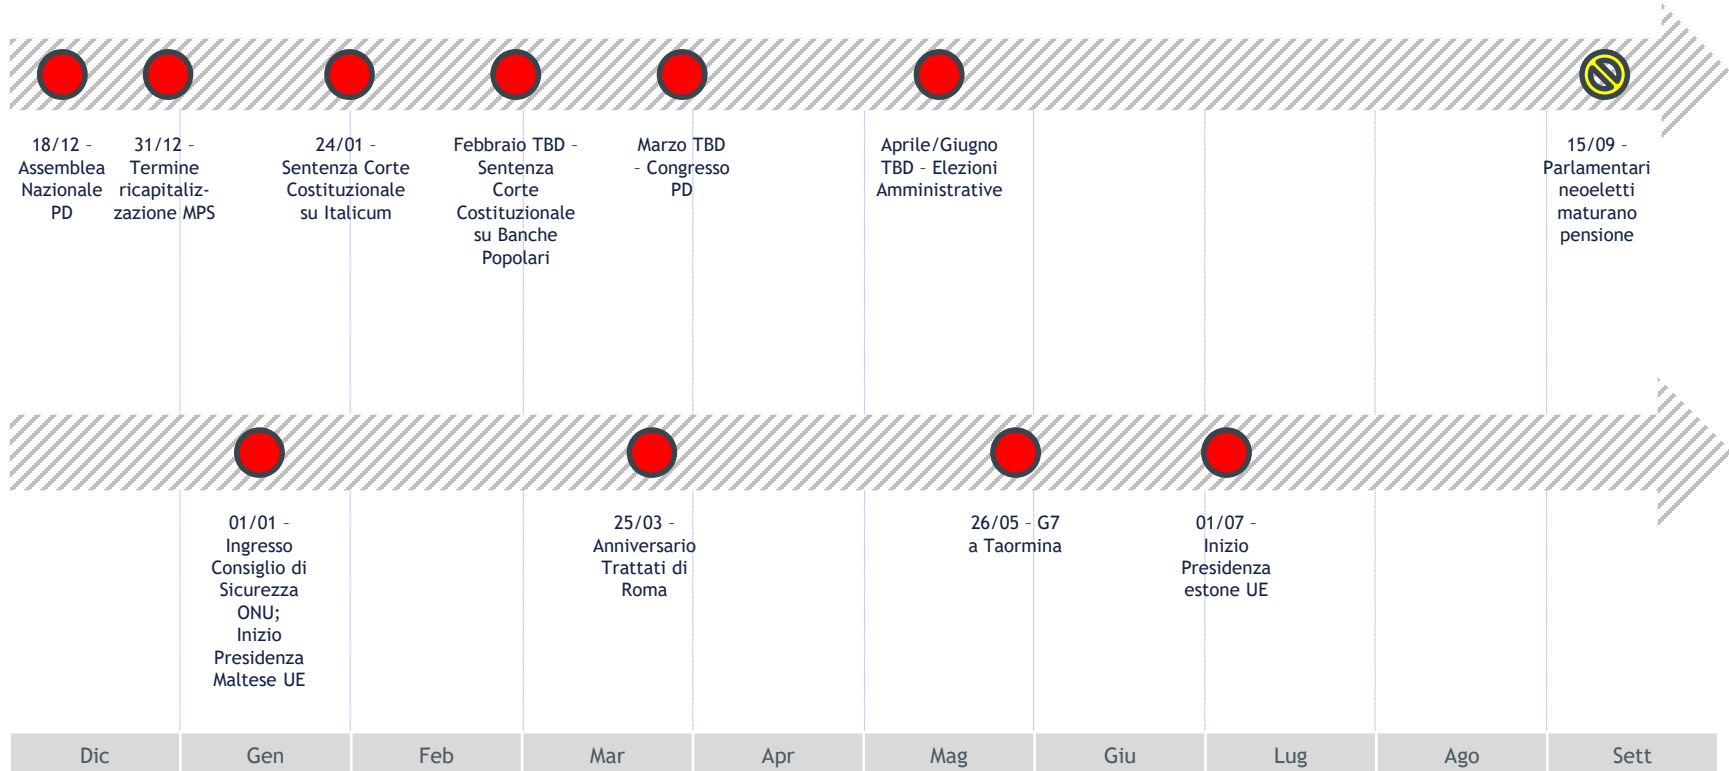 18/12 –
Assemblea
Nazionale
PD
31/12 –
Termine
ricapitaliz-
zazione MPS
24/01 –
Sentenza Corte
Costituzionale
su Italicum
Febbraio TBD –
Sentenza
Corte
Costituzionale
su Banche
Popolari
Marzo TBD
– Congresso
PD
Aprile/Giugno
TBD – Elezioni
Amministrative
15/09 –
Parlamentari
neoeletti
maturano
pensione
01/01 –
Ingresso
Consiglio di
Sicurezza
ONU;
Inizio
Presidenza
Maltese UE
25/03 –
Anniversario
Trattati di
Roma
26/05 – G7
a Taormina
01/07 –
Inizio
Presidenza
estone UE
Dic
Gen
Feb
Mar
Apr
Mag
Giu
Lug
Ago
Sett